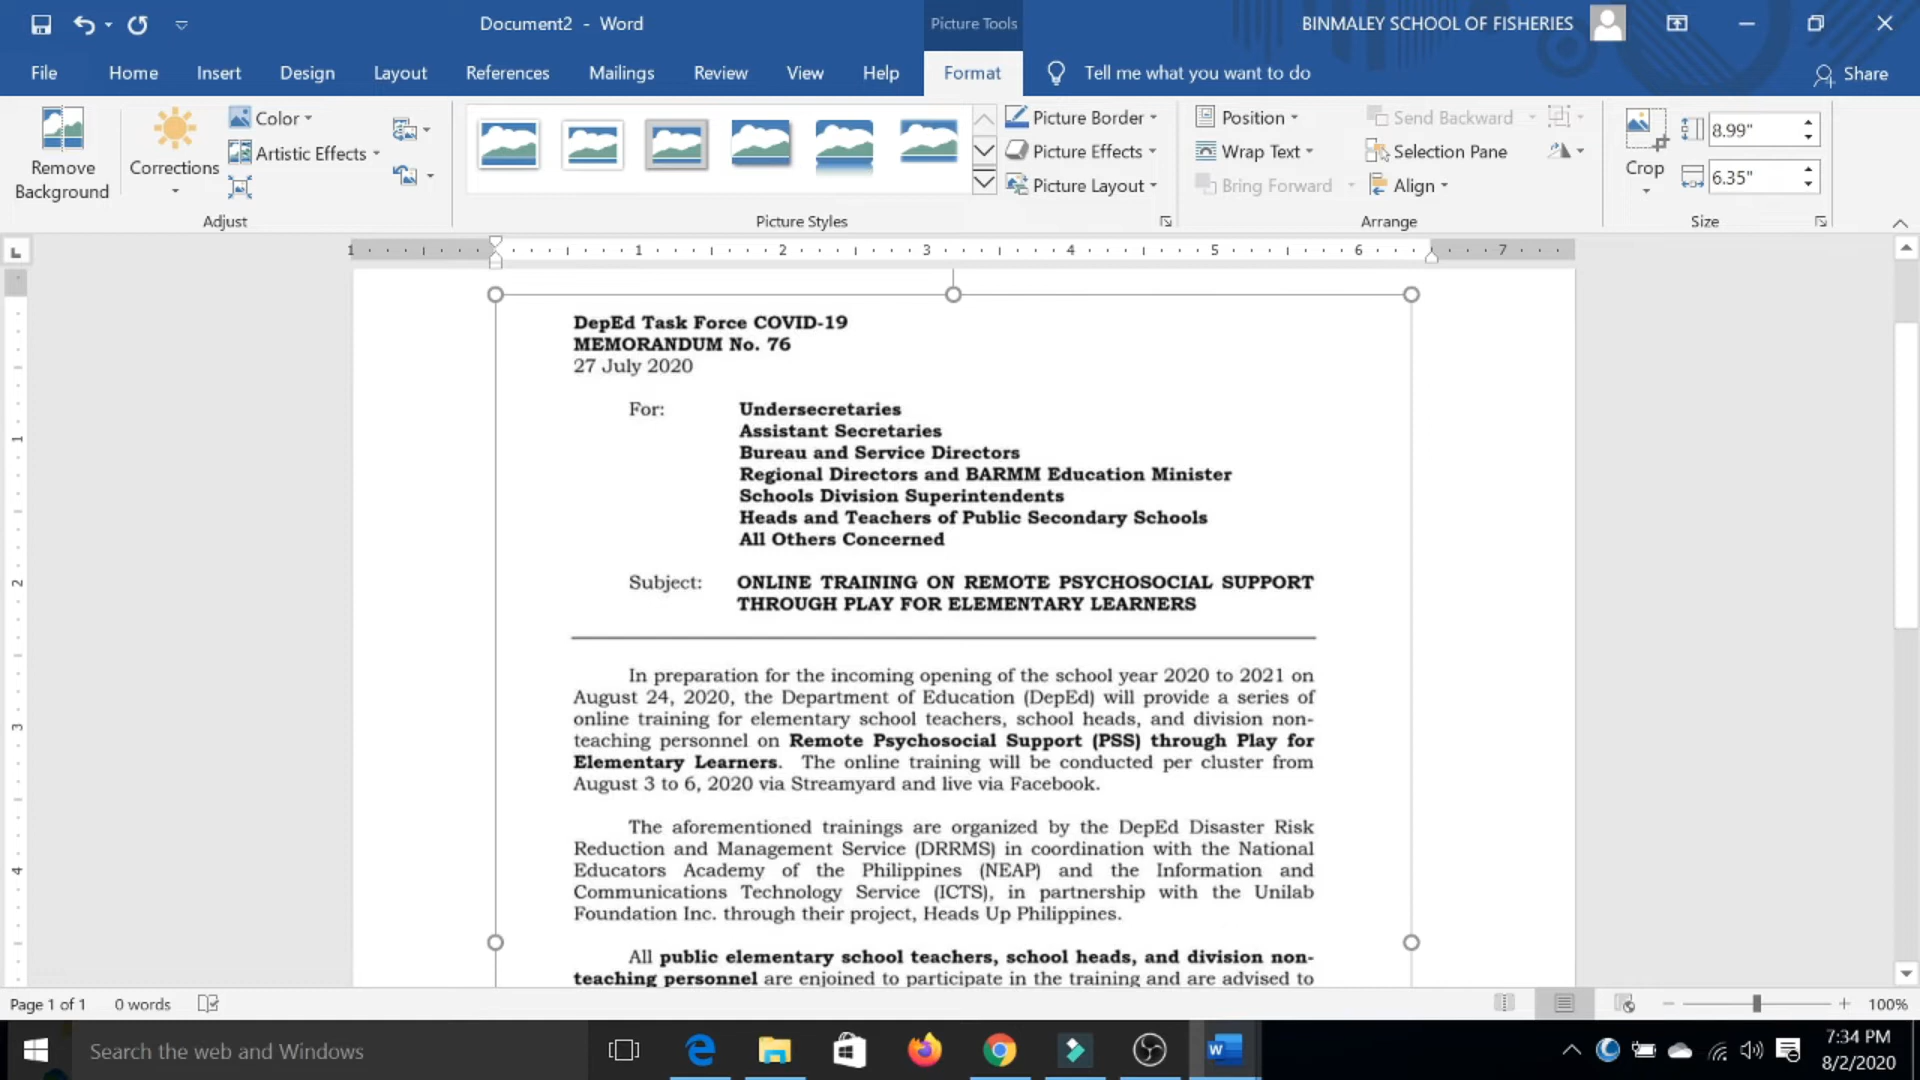 Document2 - Word
Picture Tools
BINMALEY SCHOOL OF FISHERIES
File Home Insert Design Layout References Mailings Review View Help Format Tell me what you want to do Share
Remove Background
Corrections
Color
Artistic Effects
Adjust
Picture Styles
Picture Border
Picture Effects
Picture Layout
Position
Wrap Text
Bring Forward
Send Backward
Selection Pane
Align
Arrange
Crop
8.99"
6.35"
Size
L
1 1 2 3 4 5 6 7
DepEd Task Force COVID-19
MEMORANDUM No. 76
27 July 2020
For: Undersecretaries
Assistant Secretaries
Bureau and Service Directors
Regional Directors and BARMM Education Minister
Schools Division Superintendents
Heads and Teachers of Public Secondary Schools
All Others Concerned
Subject: ONLINE TRAINING ON REMOTE PSYCHOSOCIAL SUPPORT
THROUGH PLAY FOR ELEMENTARY LEARNERS
In preparation for the incoming opening of the school year 2020 to 2021 on
August 24, 2020, the Department of Education (DepEd) will provide a series of
online training for elementary school teachers, school heads, and division non-
teaching personnel on Remote Psychosocial Support (PSS) through Play for
Elementary Learners. The online training will be conducted per cluster from
August 3 to 6, 2020 via Streamyard and live via Facebook.
The aforementioned trainings are organized by the DepEd Disaster Risk
Reduction and Management Service (DRRMS) in coordination with the National
Educators Academy of the Philippines (NEAP) and the Information and
Communications Technology Service (ICTS), in partnership with the Unilab
Foundation Inc. through their project, Heads Up Philippines.
All public elementary school teachers, school heads, and division non-
teaching personnel are enjoined to participate in the training and are advised to
1
2
3
4
Page 1 of 1 0 words 100%
Search the web and Windows
7:34 PM
8/2/2020